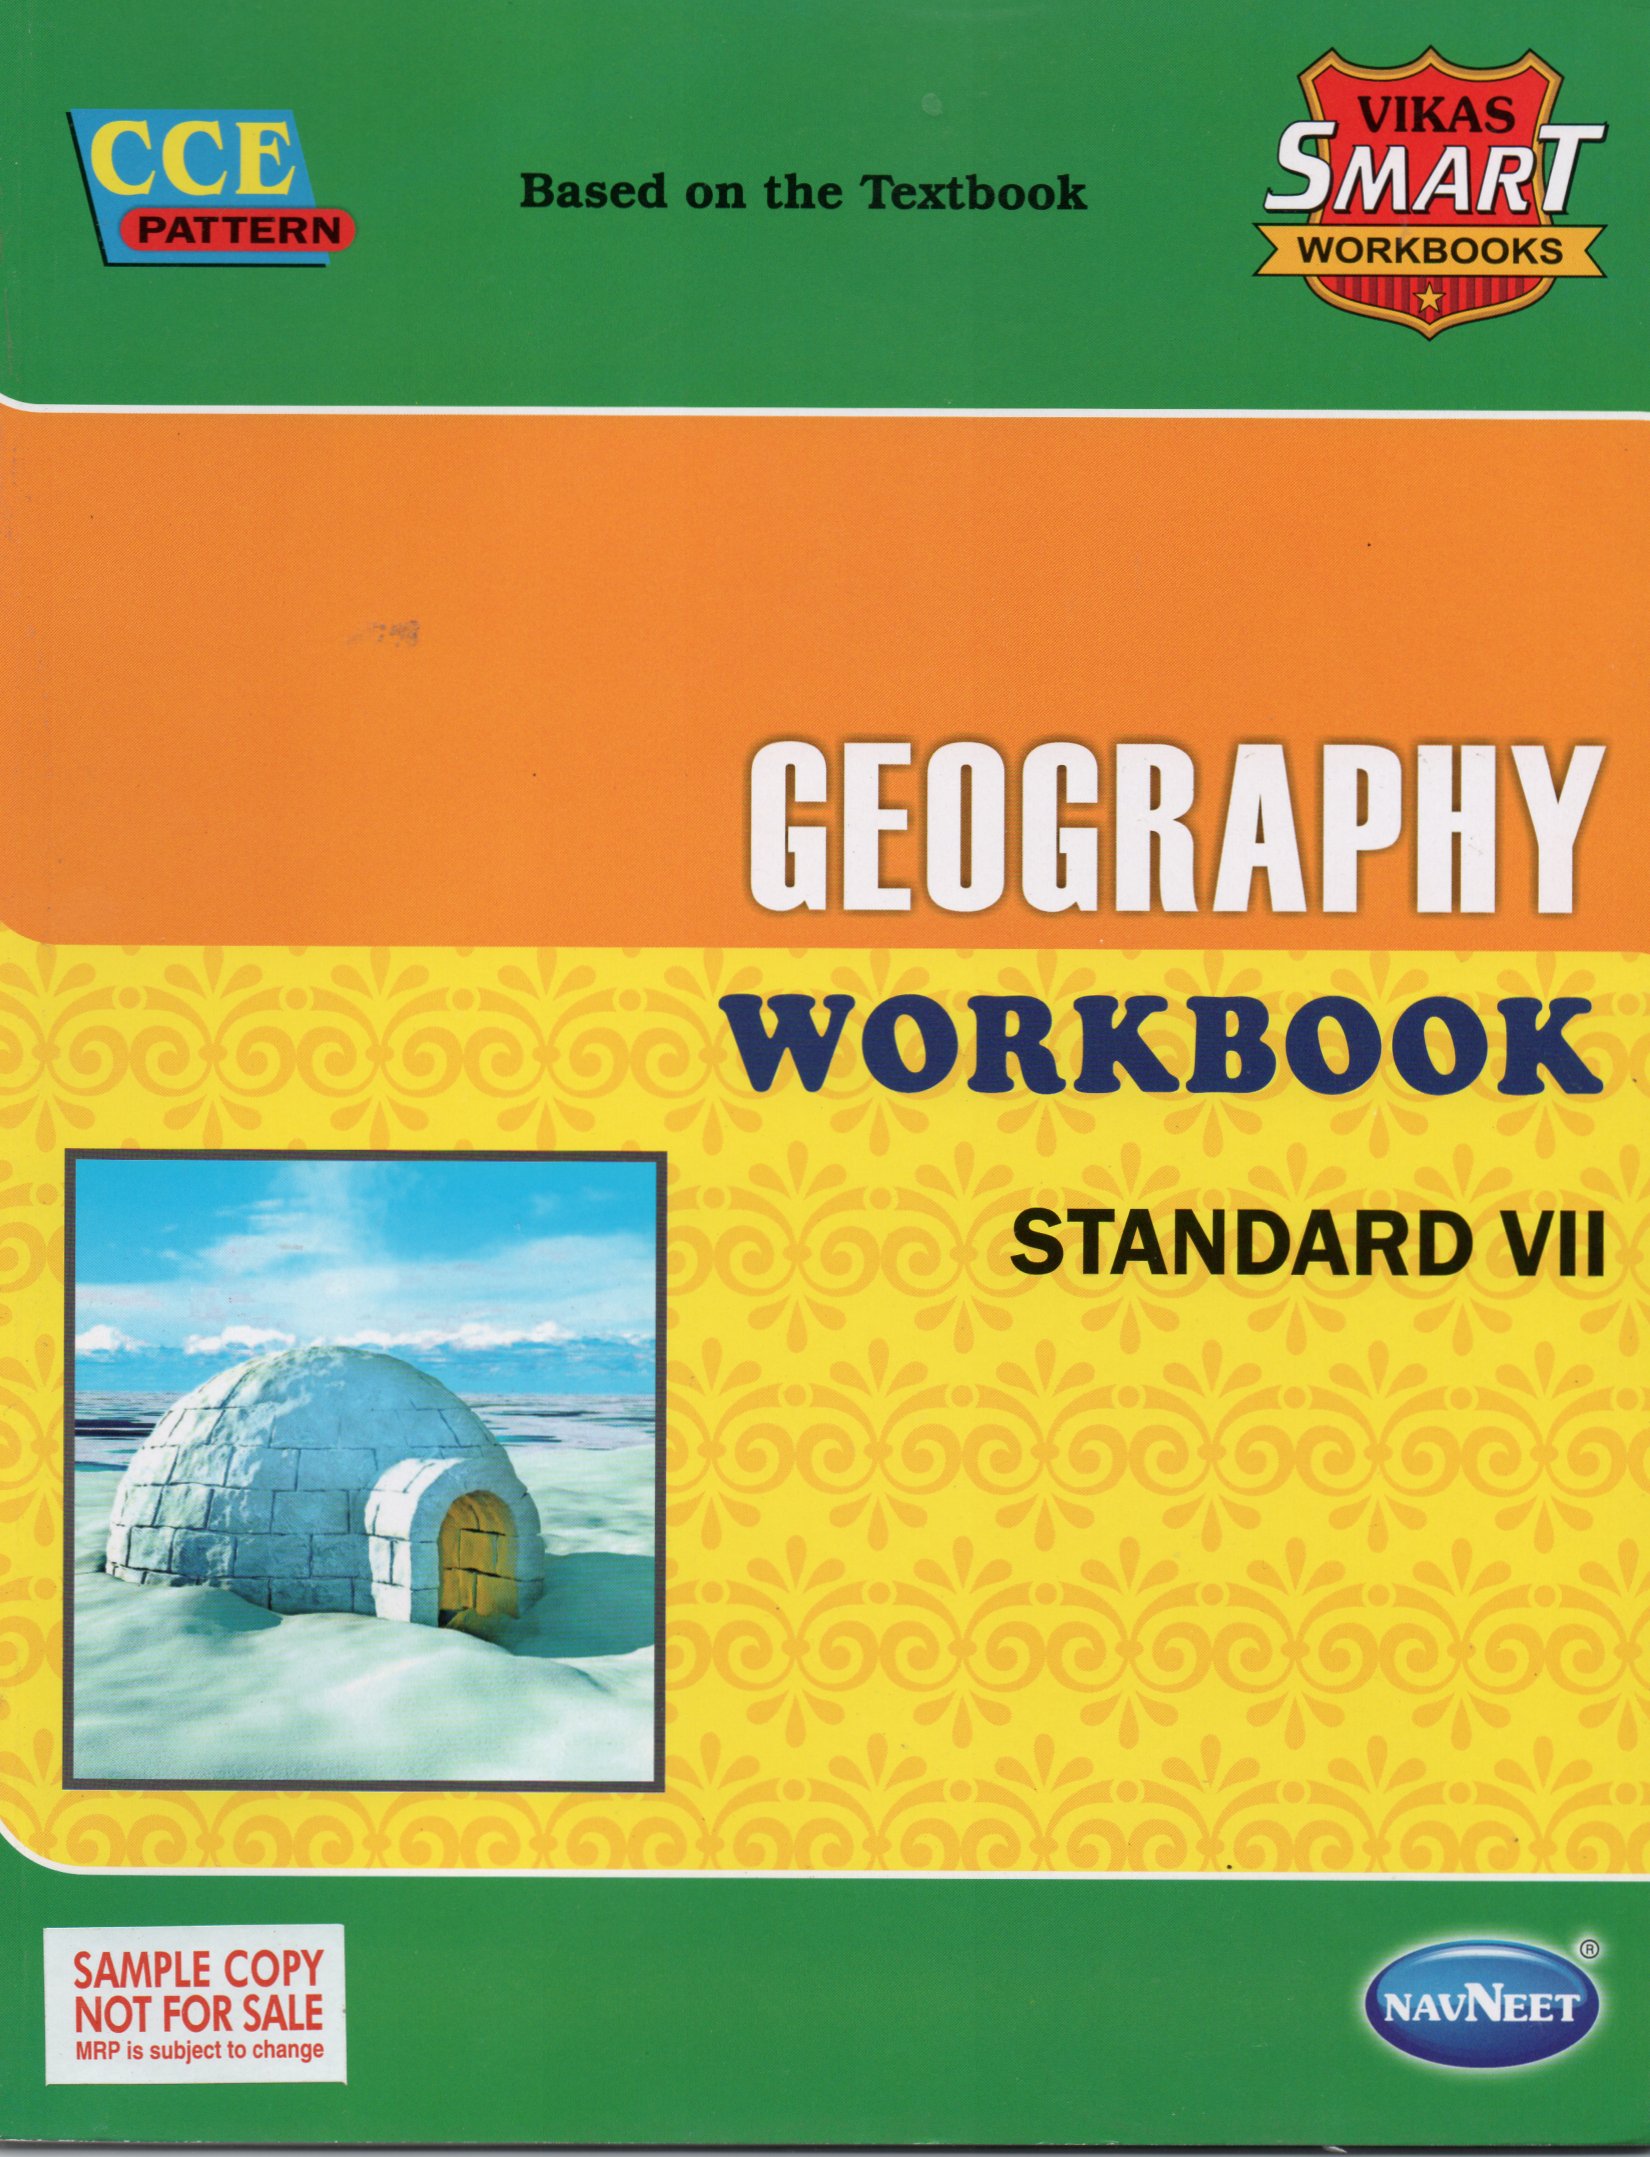 CCE
PATTERN
Based on the Textbook
VIKAS
SMART
WORKBOOKS
GEOGRAPHY
WORKBOOK
STANDARD VII
SAMPLE COPY
NOT FOR SALE
MRP is subject to change
NAVNEET ®